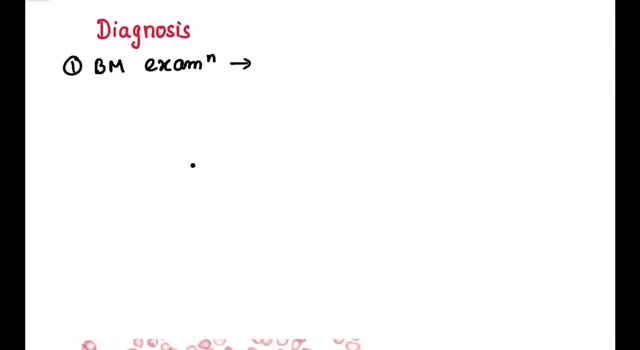 Diagnosis
① BM examⁿ →